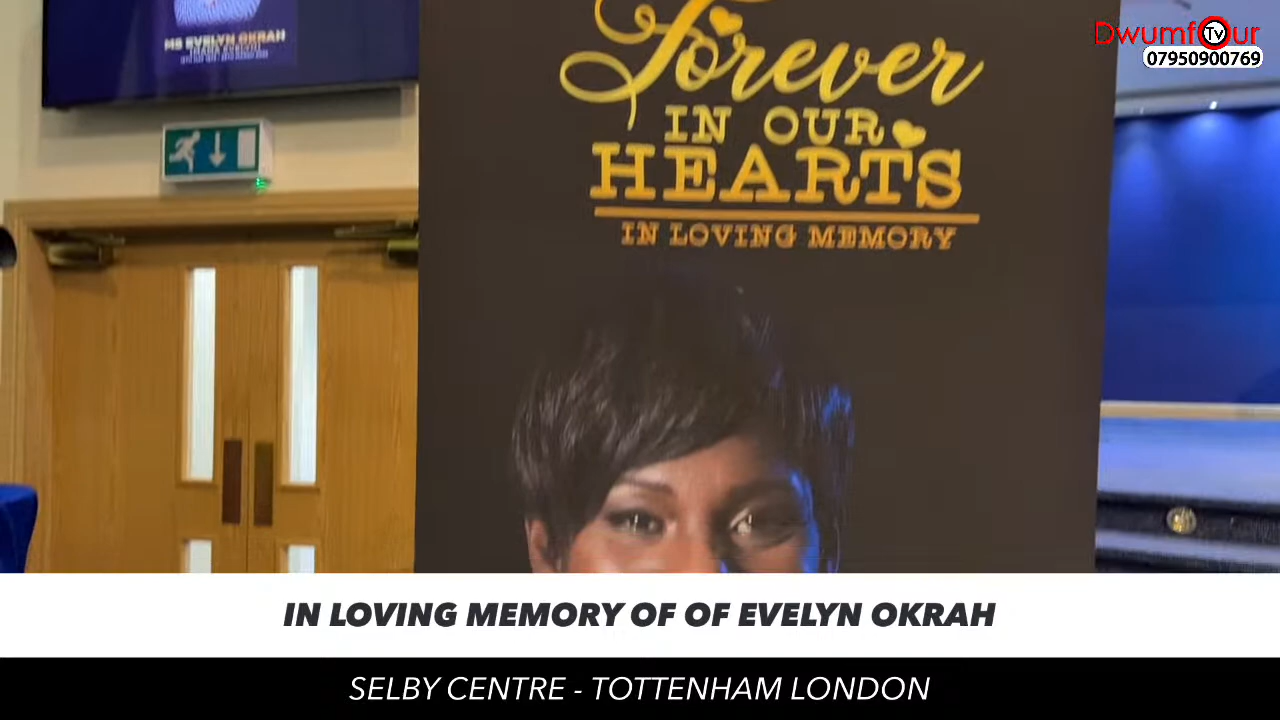 MS EVELYN OKRAH
Forever
IN OUR
HEARTS
IN LOVING MEMORY
DwumfOur
Tv
07950900769
IN LOVING MEMORY OF OF EVELYN OKRAH
SELBY CENTRE - TOTTENHAM LONDON